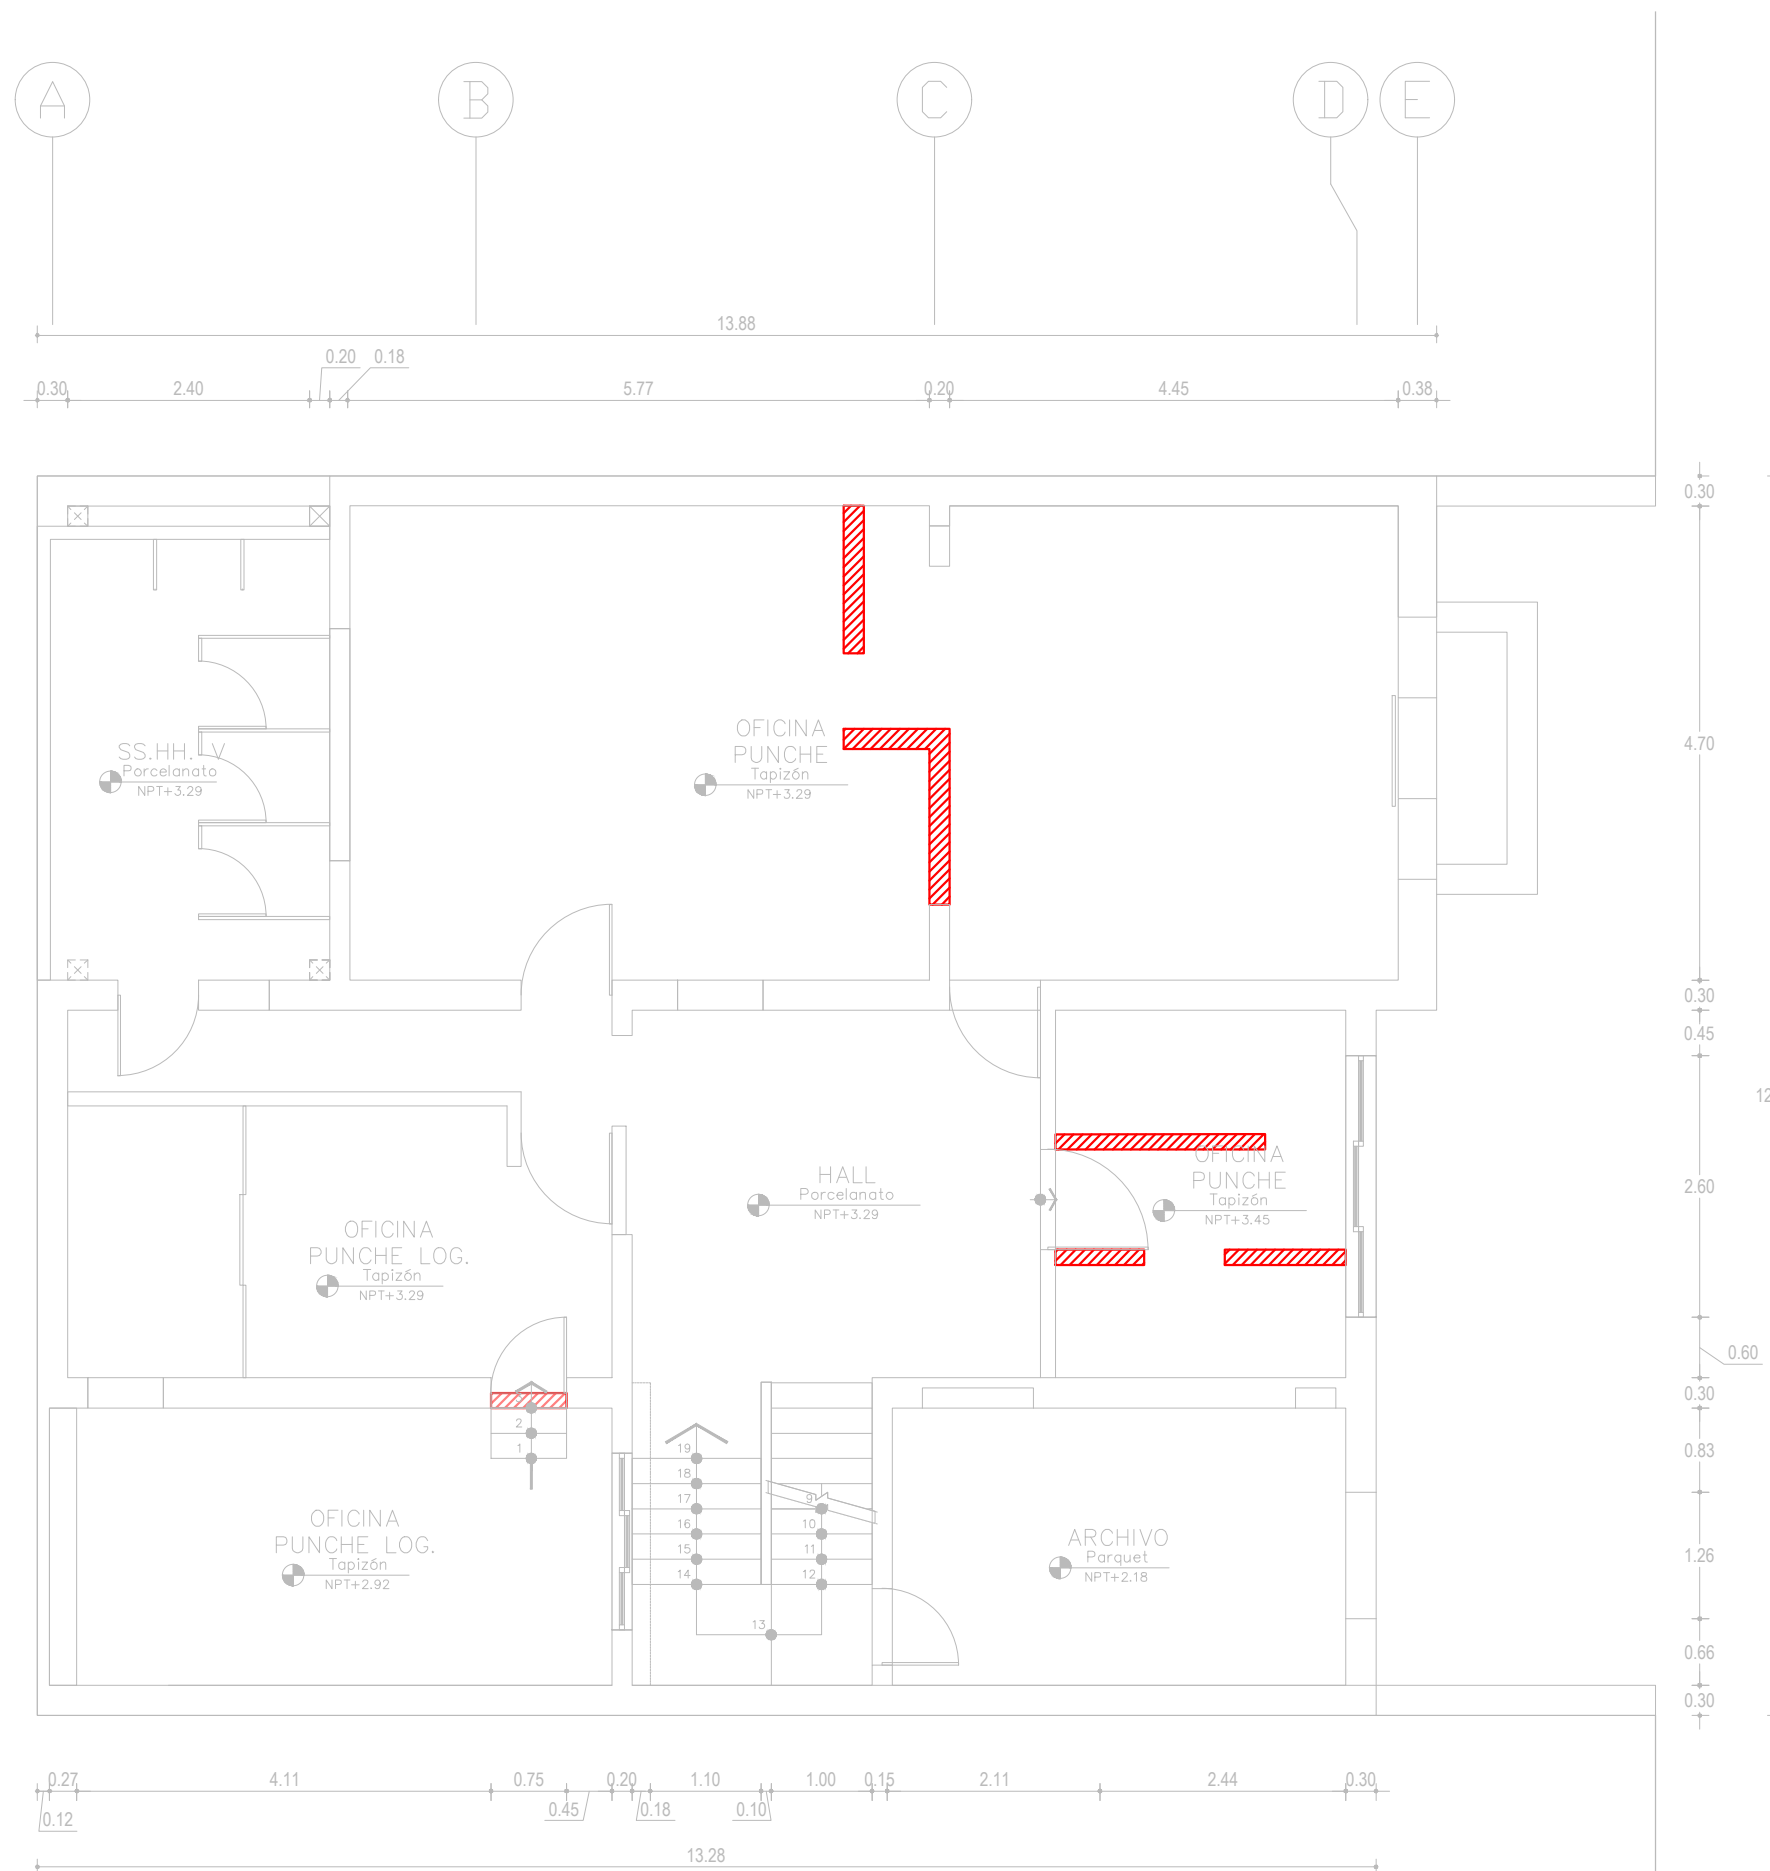 A B C D E
13.88
0.20 0.18
0.30 2.40 5.77 0.20 4.45 0.38
0.30
4.70
0.30
0.45
12
2.60
0.60
0.30
0.83
1.26
0.66
0.30
SS.HH. V
Porcelanato
NPT+3.29
OFICINA
PUNCHE
Tapizón
NPT+3.29
HALL
Porcelanato
NPT+3.29
OFICINA
PUNCHE
Tapizón
NPT+3.45
OFICINA
PUNCHE LOG.
Tapizón
NPT+3.29
2
1
19
18
17
16
15
14
13
9
10
11
12
OFICINA
PUNCHE LOG.
Tapizón
NPT+2.92
ARCHIVO
Parquet
NPT+2.18
0.27 4.11 0.75 0.20 1.10 1.00 0.15 2.11 2.44 0.30
0.12 0.45 0.18 0.10
13.28